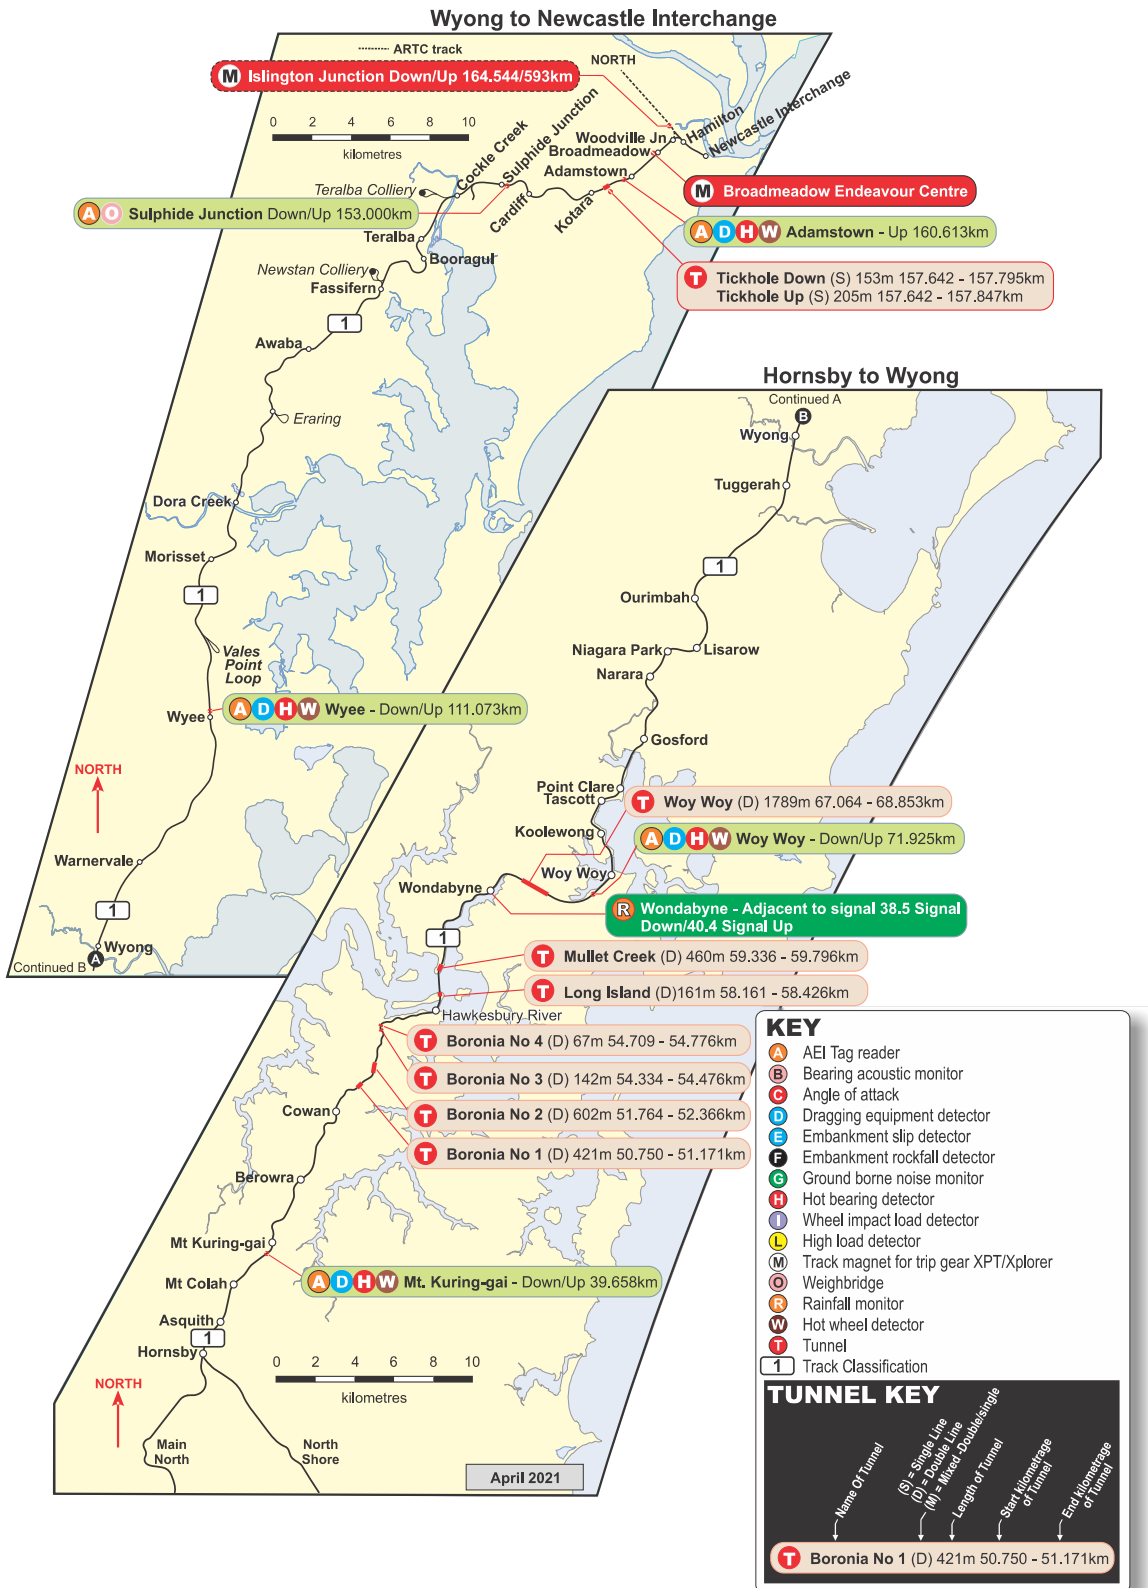 Wyong to Newcastle Interchange
ARTC track
NORTH
M Islington Junction Down/Up 164.544/593km
0 2 4 6 8 10
kilometres
Newcastle Interchange
Hamilton
Woodville Jn
Broadmeadow
Adamstown
Kotara
Cardiff
Sulphide Junction
Cockle Creek
Teralba Colliery
M Broadmeadow Endeavour Centre
A O Sulphide Junction Down/Up 153.000km
A D H W Adamstown - Up 160.613km
Teralba
Booragul
T Tickhole Down (S) 153m 157.642 - 157.795km
Tickhole Up (S) 205m 157.642 - 157.847km
Newstan Colliery
Fassifern
1
Awaba
Eraring
Dora Creek
Morisset
1
Vales
Point
Loop
A D H W Wyee - Down/Up 111.073km
Wyee
NORTH
Warnervale
1
Wyong
A
Continued B
Hornsby to Wyong
Continued A
B
Wyong
Tuggerah
1
Ourimbah
Niagara Park
Lisarow
Narara
Gosford
Point Clare
Tascott
T Woy Woy (D) 1789m 67.064 - 68.853km
Koolewong
A D H W Woy Woy - Down/Up 71.925km
Woy Woy
Wondabyne
R Wondabyne - Adjacent to signal 38.5 Signal
Down/40.4 Signal Up
1
T Mullet Creek (D) 460m 59.336 - 59.796km
T Long Island (D)161m 58.161 - 58.426km
Hawkesbury River
T Boronia No 4 (D) 67m 54.709 - 54.776km
T Boronia No 3 (D) 142m 54.334 - 54.476km
T Boronia No 2 (D) 602m 51.764 - 52.366km
T Boronia No 1 (D) 421m 50.750 - 51.171km
Cowan
Berowra
Mt Kuring-gai
A D H W Mt. Kuring-gai - Down/Up 39.658km
Mt Colah
Asquith
1
Hornsby
0 2 4 6 8 10
kilometres
NORTH
Main
North
North
Shore
April 2021
KEY
A AEI Tag reader
B Bearing acoustic monitor
C Angle of attack
D Dragging equipment detector
E Embankment slip detector
F Embankment rockfall detector
G Ground borne noise monitor
H Hot bearing detector
I Wheel impact load detector
L High load detector
M Track magnet for trip gear XPT/Xplorer
O Weighbridge
R Rainfall monitor
W Hot wheel detector
T Tunnel
1 Track Classification
TUNNEL KEY
Name Of Tunnel
(S) = Single Line
(D) = Double Line
(M) = Mixed -Double/single
Length of Tunnel
Start kilometrage
of Tunnel
End kilometrage
of Tunnel
T Boronia No 1 (D) 421m 50.750 - 51.171km